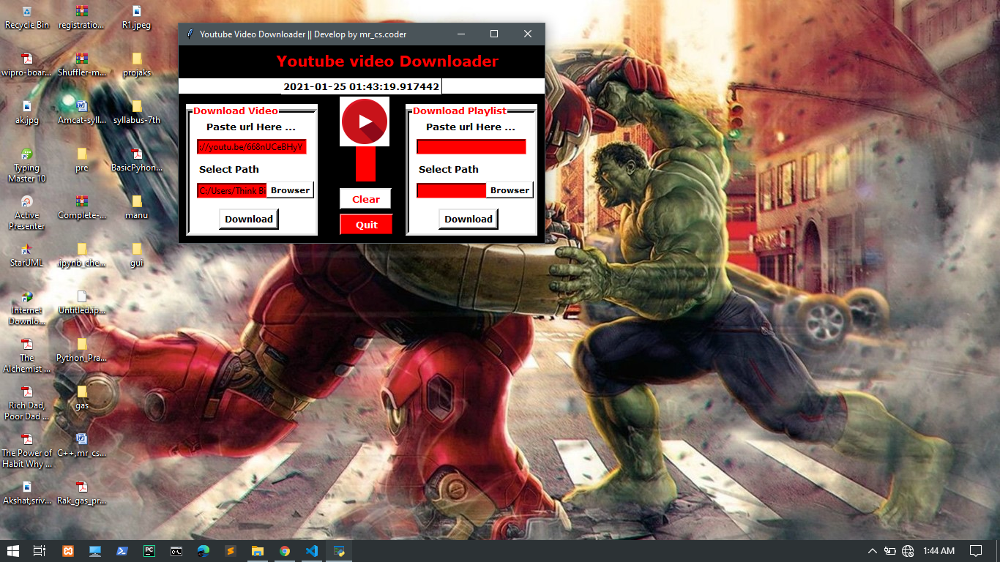 Recycle Bin
registratio...
R1.jpeg
wipro-boar...
Shuffler-m...
projaks
ak.jpg
Amcat-syll...
syllabus-7th
Typing
Master 10
pre
BasicPyhon...
Active
Presenter
Complete-...
manu
StarUML
.ipynb_che...
gui
Internet
Downlo...
Untitled.ip...
The
Alchemist ...
Python_Pra...
Rich Dad,
Poor Dad ...
gas
The Power of
Habit Why ...
C++,mr_cs...
Akshat,sriv...
Rak_gas_pr...
Youtube Video Downloader || Develop by mr_cs.coder
Youtube video Downloader
2021-01-25 01:43:19.917442
Download Video
Paste url Here ...
://youtu.be/668nUCeBHyY
Select Path
C:/Users/Think Bi
Browser
Download
Clear
Quit
Download Playlist
Paste url Here ...
Select Path
Browser
Download
PC
C:\_
1:44 AM